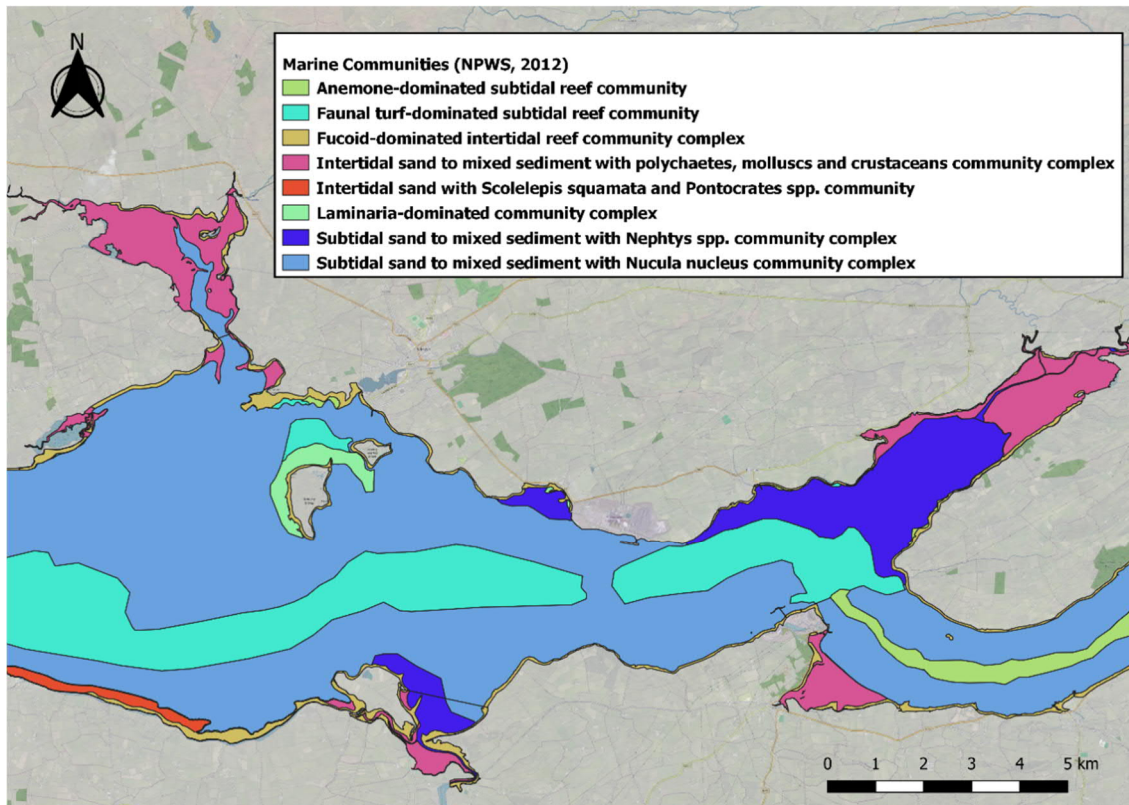 N
Marine Communities (NPWS, 2012)
Anemone-dominated subtidal reef community
Faunal turf-dominated subtidal reef community
Fucoid-dominated intertidal reef community complex
Intertidal sand to mixed sediment with polychaetes, molluscs and crustaceans community complex
Intertidal sand with Scolelepis squamata and Pontocrates spp. community
Laminaria-dominated community complex
Subtidal sand to mixed sediment with Nephtys spp. community complex
Subtidal sand to mixed sediment with Nucula nucleus community complex
0 1 2 3 4 5 km